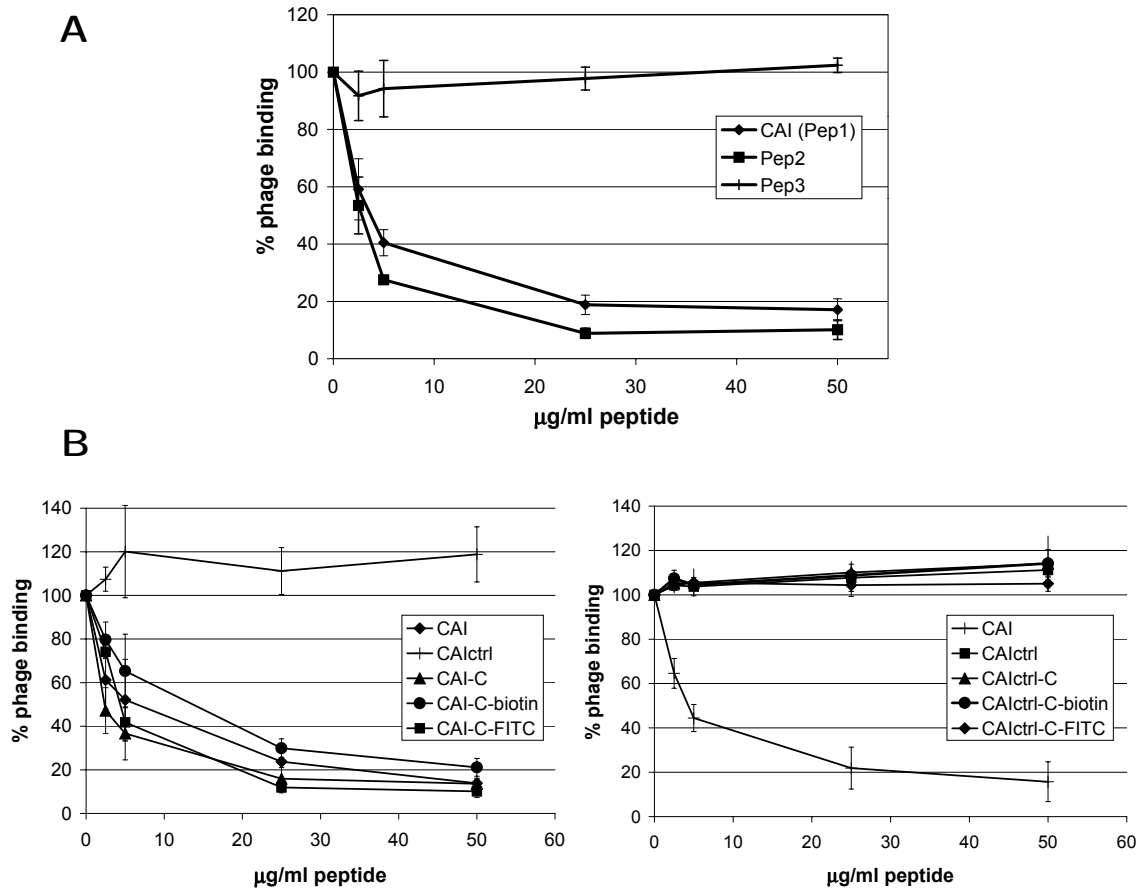 A
120
100
80
60
40
20
0
% phage binding
CAI (Pep1)
Pep2
Pep3
0 10 20 30 40 50
µg/ml peptide
B
140
120
100
80
60
40
20
0
% phage binding
CAI
CAIctrl
CAI-C
CAI-C-biotin
CAI-C-FITC
0 10 20 30 40 50 60
µg/ml peptide
140
120
100
80
60
40
20
0
% phage binding
CAI
CAIctrl
CAIctrl-C
CAIctrl-C-biotin
CAIctrl-C-FITC
0 10 20 30 40 50 60
µg/ml peptide